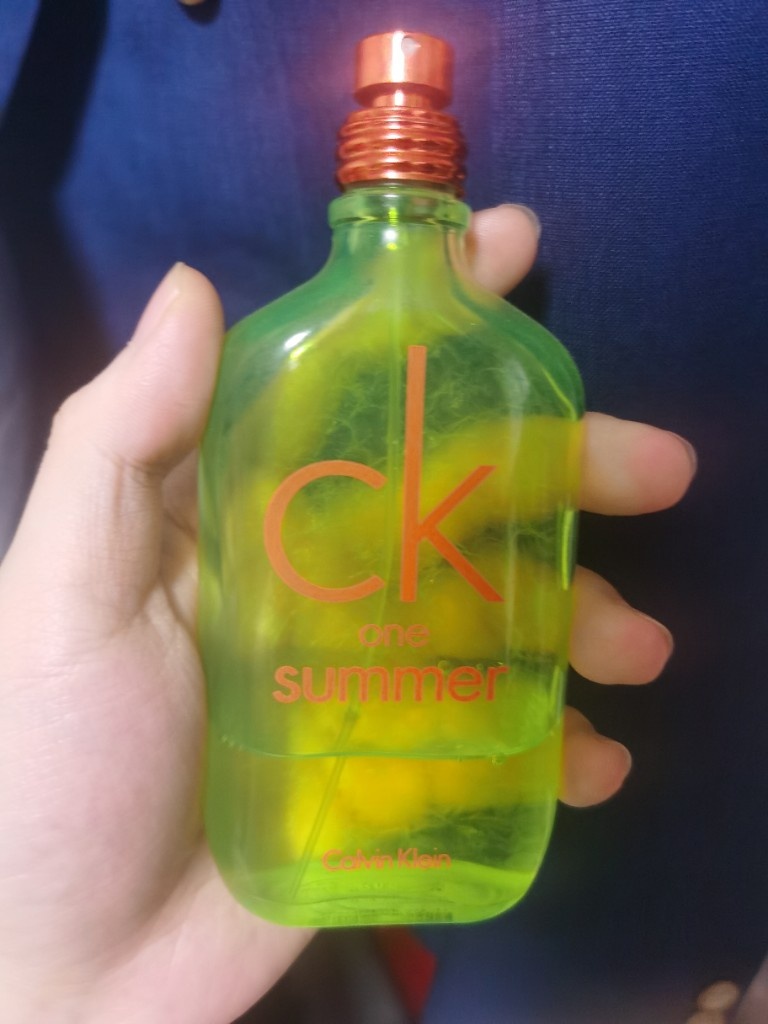 ck
one
summer
Calvin Klein